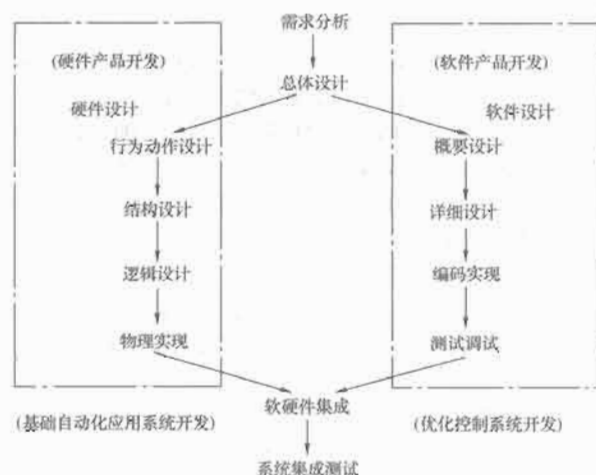 需求分析
(硬件产品开发)
(软件产品开发)
总体设计
硬件设计
软件设计
行为动作设计
概要设计
结构设计
详细设计
逻辑设计
编码实现
物理实现
测试调试
软硬件集成
(基础自动化应用系统开发)
(优化控制系统开发)
系统集成测试